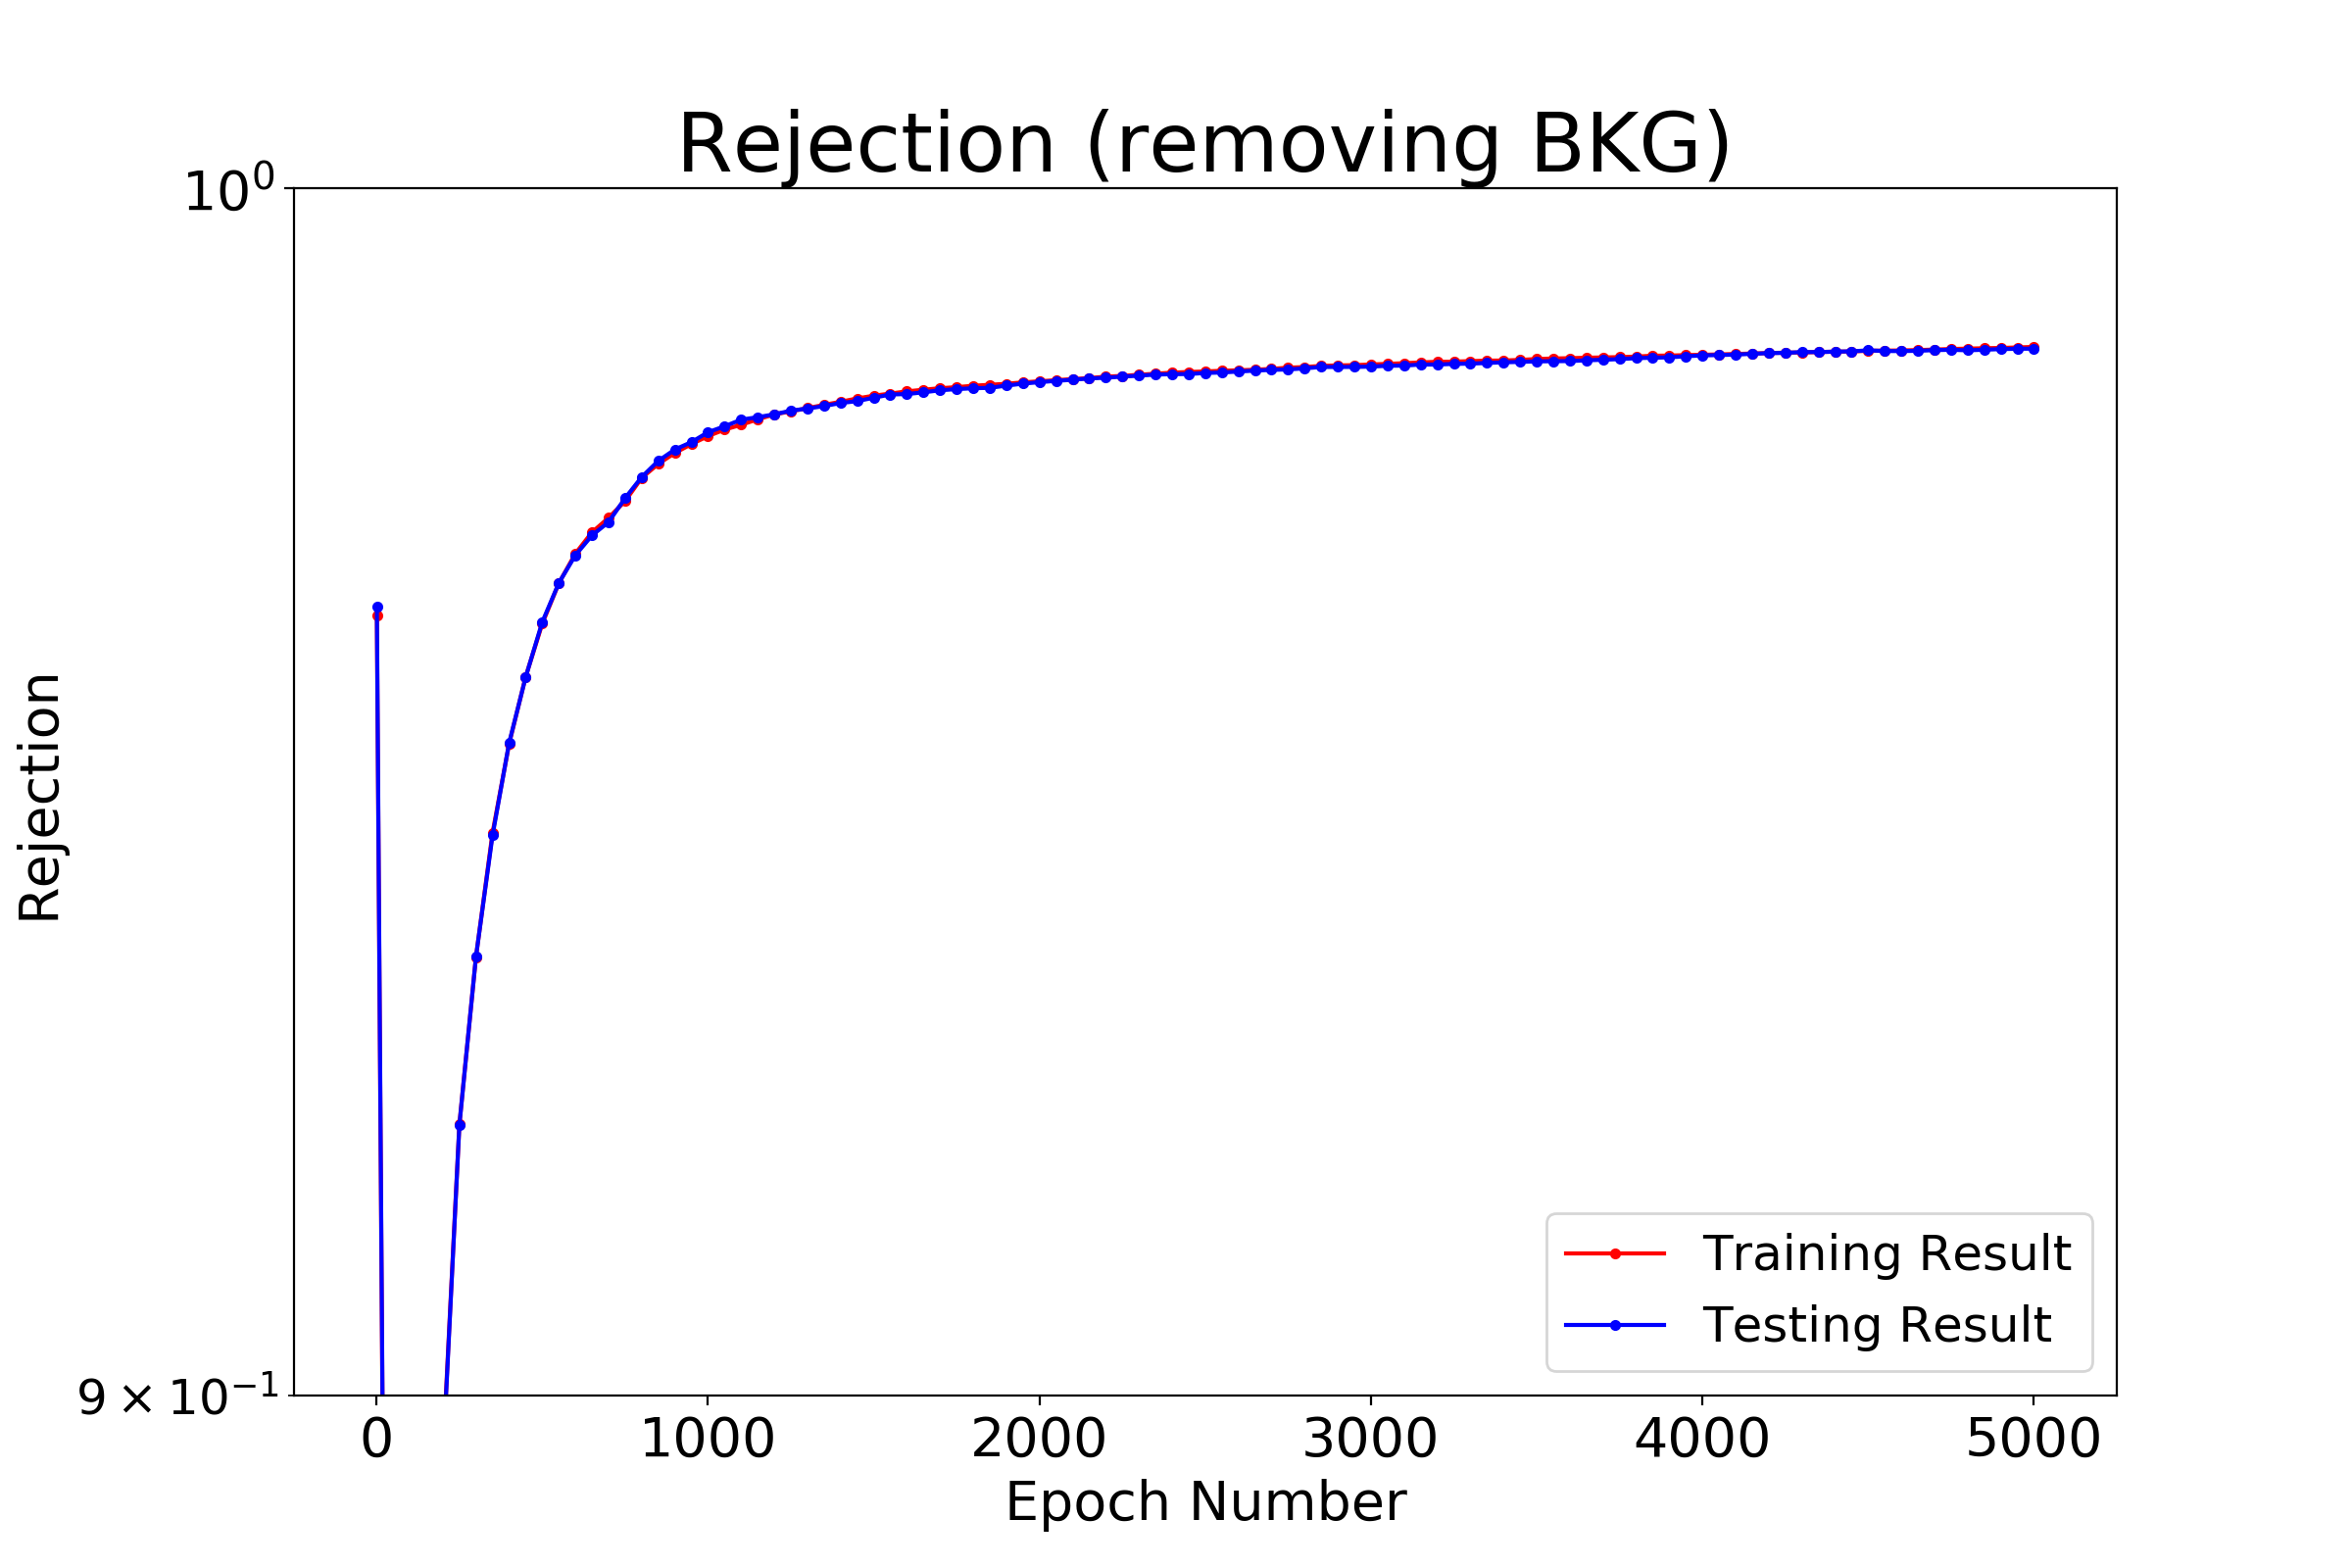 Rejection (removing BKG)
10⁰
Rejection
9 × 10⁻¹
0 1000 2000 3000 4000 5000
Epoch Number
Training Result
Testing Result